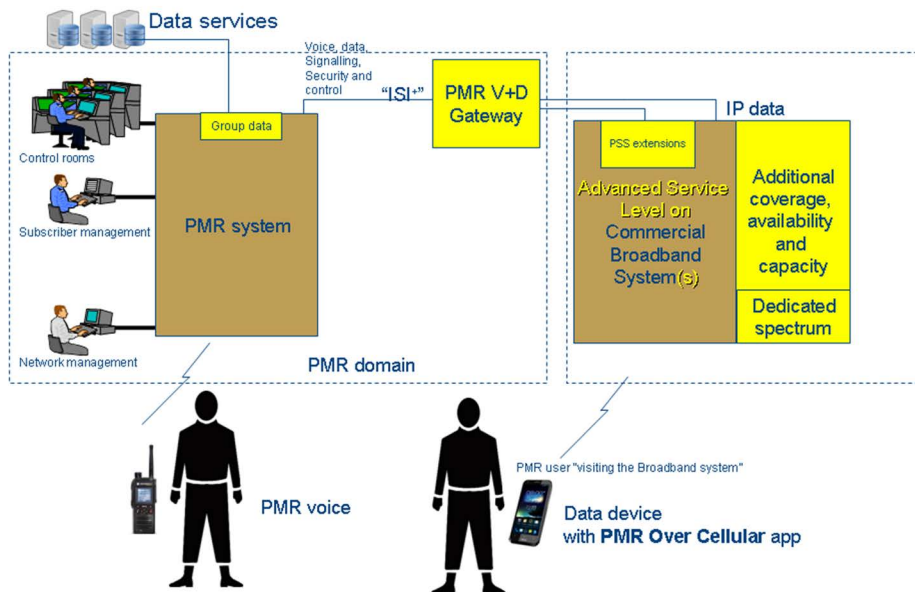 Data services
Voice, data,
Signalling,
Security and
control
"ISI+"
PMR V+D
Gateway
IP data
Group data
PSS extensions
Control rooms
PMR system
Subscriber management
Network management
PMR domain
Advanced Service
Level on
Commercial
Broadband
System(s)
Additional
coverage,
availability
and
capacity
Dedicated
spectrum
PMR voice
PMR user "visiting the Broadband system"
Data device
with PMR Over Cellular app